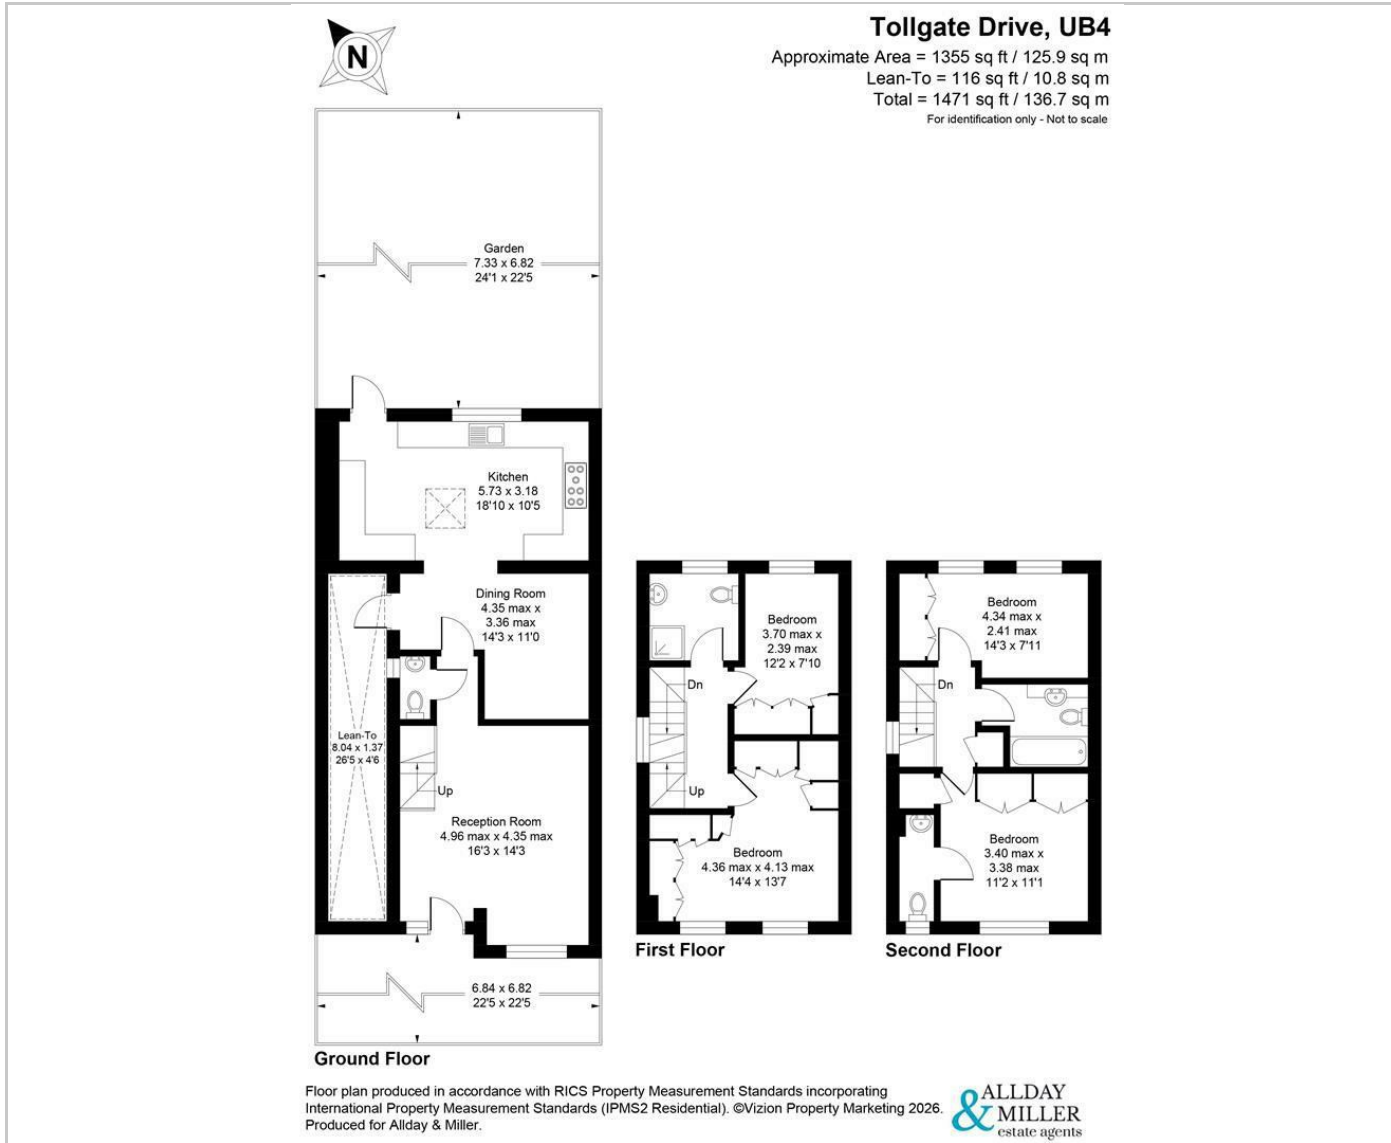 Tollgate Drive, UB4
Approximate Area = 1355 sq ft / 125.9 sq m
Lean-To = 116 sq ft / 10.8 sq m
Total = 1471 sq ft / 136.7 sq m
For identification only - Not to scale
N
Garden
7.33 x 6.82
24'1 x 22'5
Kitchen
5.73 x 3.18
18'10 x 10'5
Dining Room
4.35 max x
3.36 max
14'3 x 11'0
Lean-To
8.04 x 1.37
26'5 x 4'6
Up
Reception Room
4.96 max x 4.35 max
16'3 x 14'3
6.84 x 6.82
22'5 x 22'5
Ground Floor
Bedroom
3.70 max x
2.39 max
12'2 x 7'10
Dn
Up
Bedroom
4.36 max x 4.13 max
14'4 x 13'7
First Floor
Bedroom
4.34 max x
2.41 max
14'3 x 7'11
Dn
Bedroom
3.40 max x
3.38 max
11'2 x 11'1
Second Floor
Floor plan produced in accordance with RICS Property Measurement Standards incorporating
International Property Measurement Standards (IPMS2 Residential). ©Vizion Property Marketing 2026.
Produced for Allday & Miller.
ALLDAY
& MILLER
estate agents